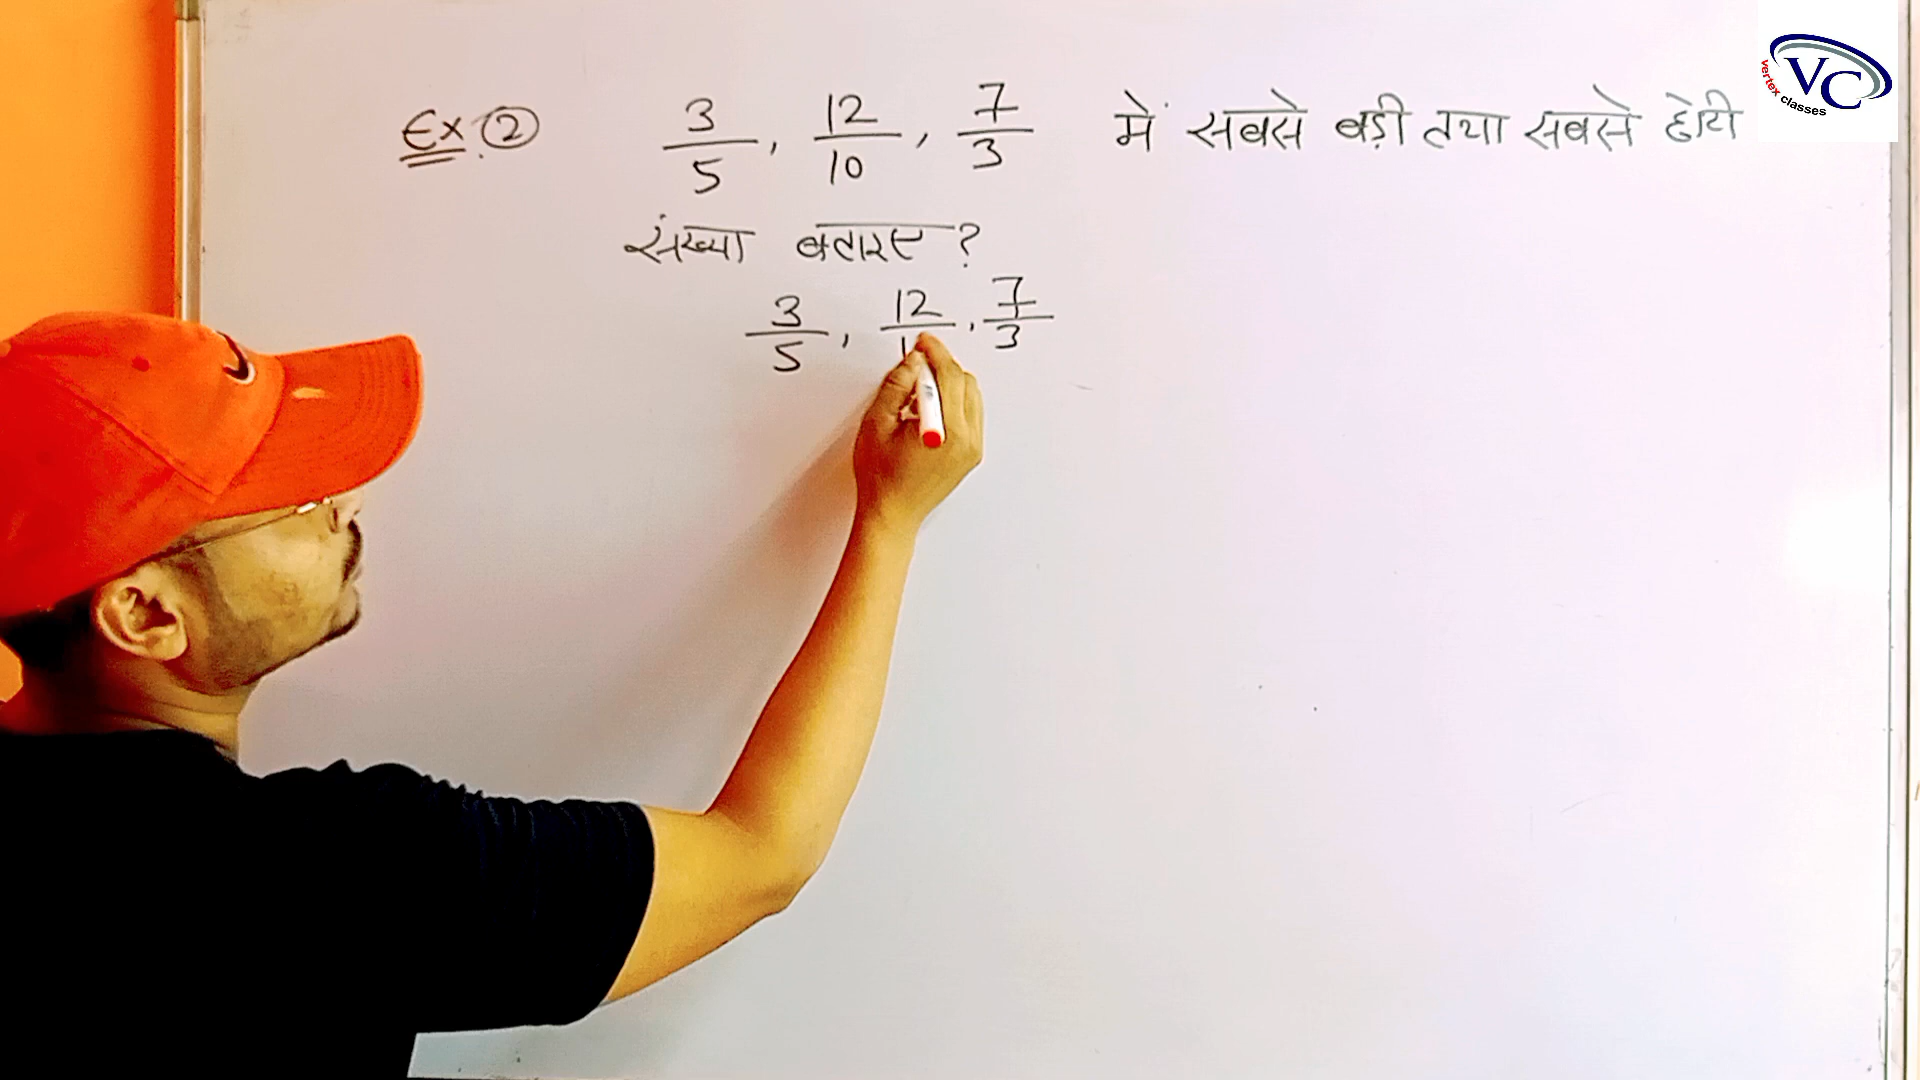 Ex. ② 3/5, 12/10, 7/3 में सबसे बड़ी तथा सबसे छोटी
संख्या बताइए ?
3/5, 12/1 , 7/3
VC
vertex classes